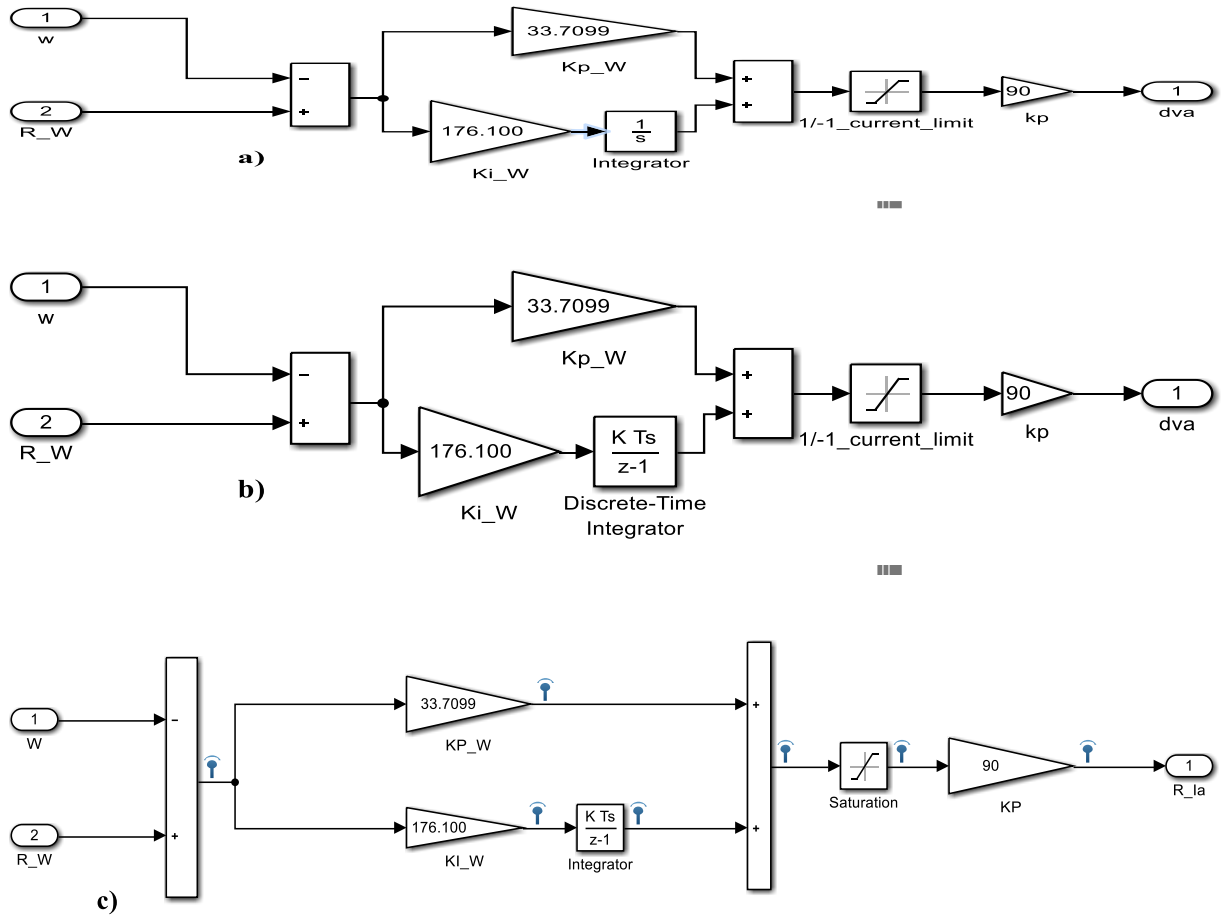 1
w
2
R_W
−
+
33.7099
Kp_W
176.100
Ki_W
1
s
Integrator
+
+
1/-1_current_limit
90
kp
1
dva
a)
1
w
2
R_W
−
+
33.7099
Kp_W
176.100
Ki_W
K Ts
z-1
Discrete-Time
Integrator
+
+
1/-1_current_limit
90
kp
1
dva
b)
1
W
2
R_W
−
+
33.7099
KP_W
176.100
KI_W
K Ts
z-1
Integrator
+
+
Saturation
90
KP
1
R_Ia
c)